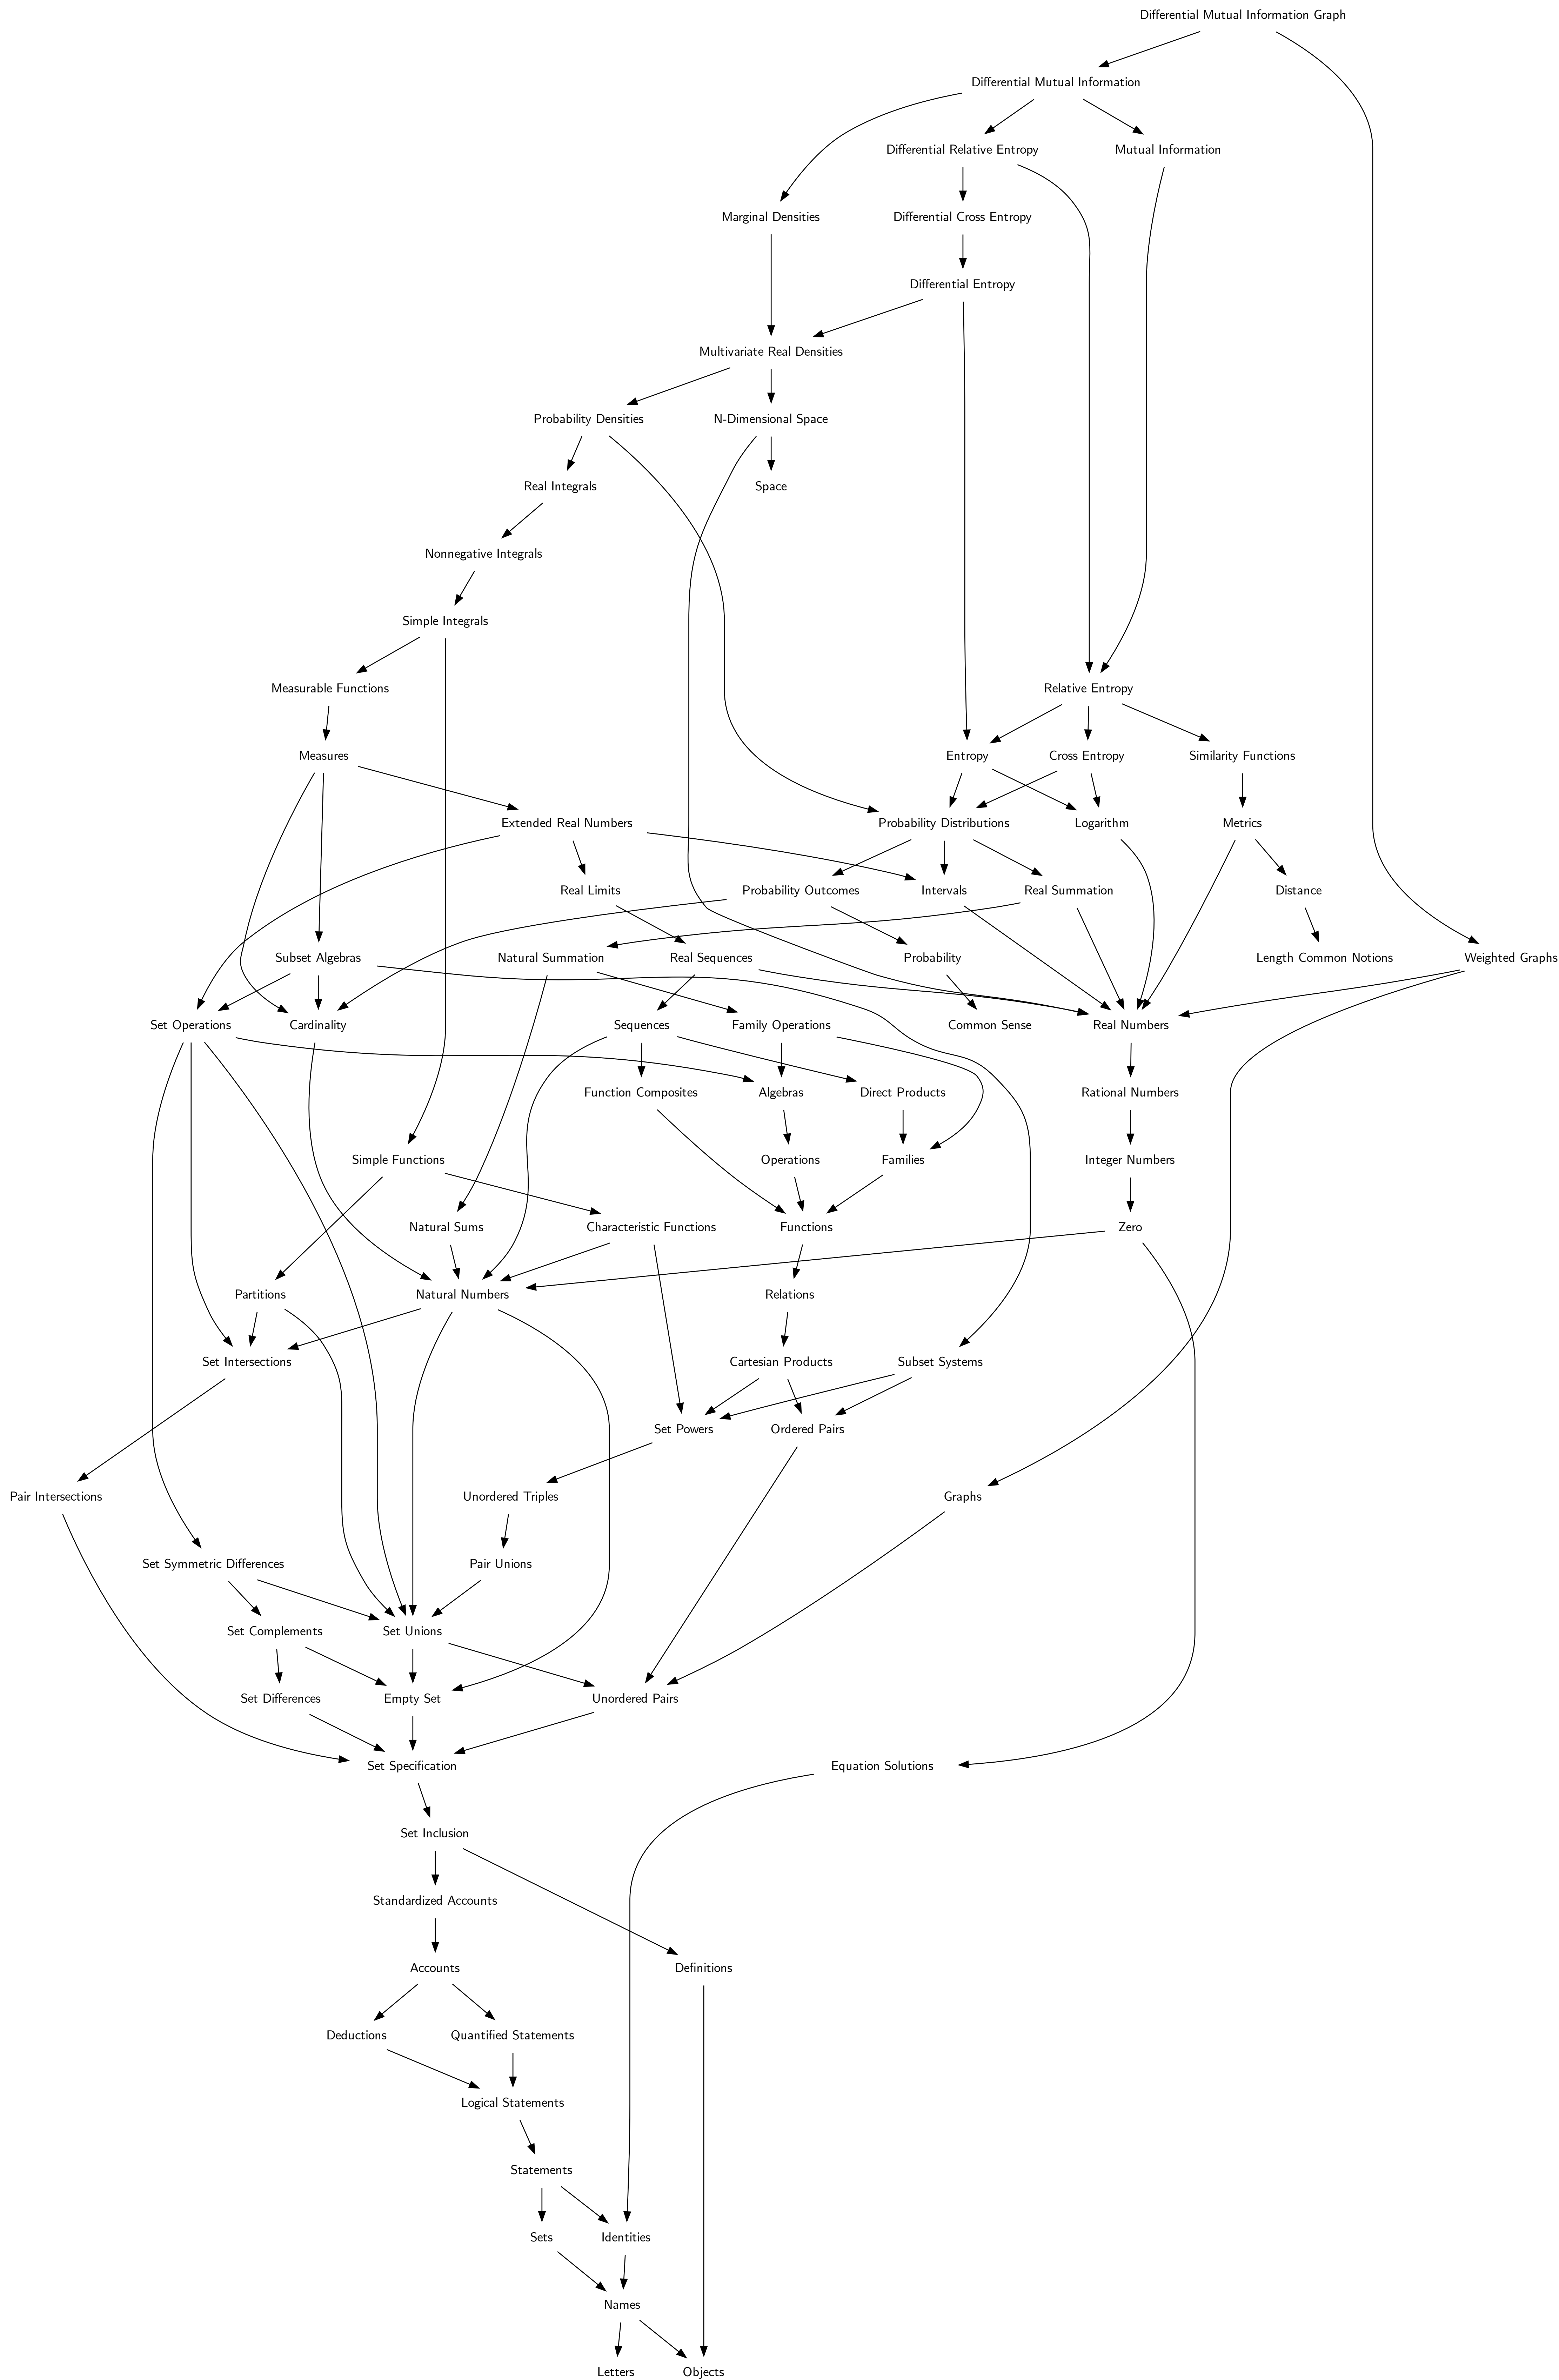 Differential Mutual Information Graph
Differential Mutual Information
Differential Relative Entropy
Mutual Information
Marginal Densities
Differential Cross Entropy
Differential Entropy
Multivariate Real Densities
Probability Densities
N-Dimensional Space
Real Integrals
Space
Nonnegative Integrals
Simple Integrals
Measurable Functions
Relative Entropy
Measures
Entropy
Cross Entropy
Similarity Functions
Extended Real Numbers
Probability Distributions
Logarithm
Metrics
Real Limits
Probability Outcomes
Intervals
Real Summation
Distance
Subset Algebras
Natural Summation
Real Sequences
Probability
Length Common Notions
Weighted Graphs
Set Operations
Cardinality
Sequences
Family Operations
Common Sense
Real Numbers
Function Composites
Algebras
Direct Products
Rational Numbers
Simple Functions
Operations
Families
Integer Numbers
Natural Sums
Characteristic Functions
Functions
Zero
Partitions
Natural Numbers
Relations
Set Intersections
Cartesian Products
Subset Systems
Set Powers
Ordered Pairs
Pair Intersections
Unordered Triples
Graphs
Set Symmetric Differences
Pair Unions
Set Complements
Set Unions
Set Differences
Empty Set
Unordered Pairs
Set Specification
Equation Solutions
Set Inclusion
Standardized Accounts
Accounts
Definitions
Deductions
Quantified Statements
Logical Statements
Statements
Sets
Identities
Names
Letters
Objects